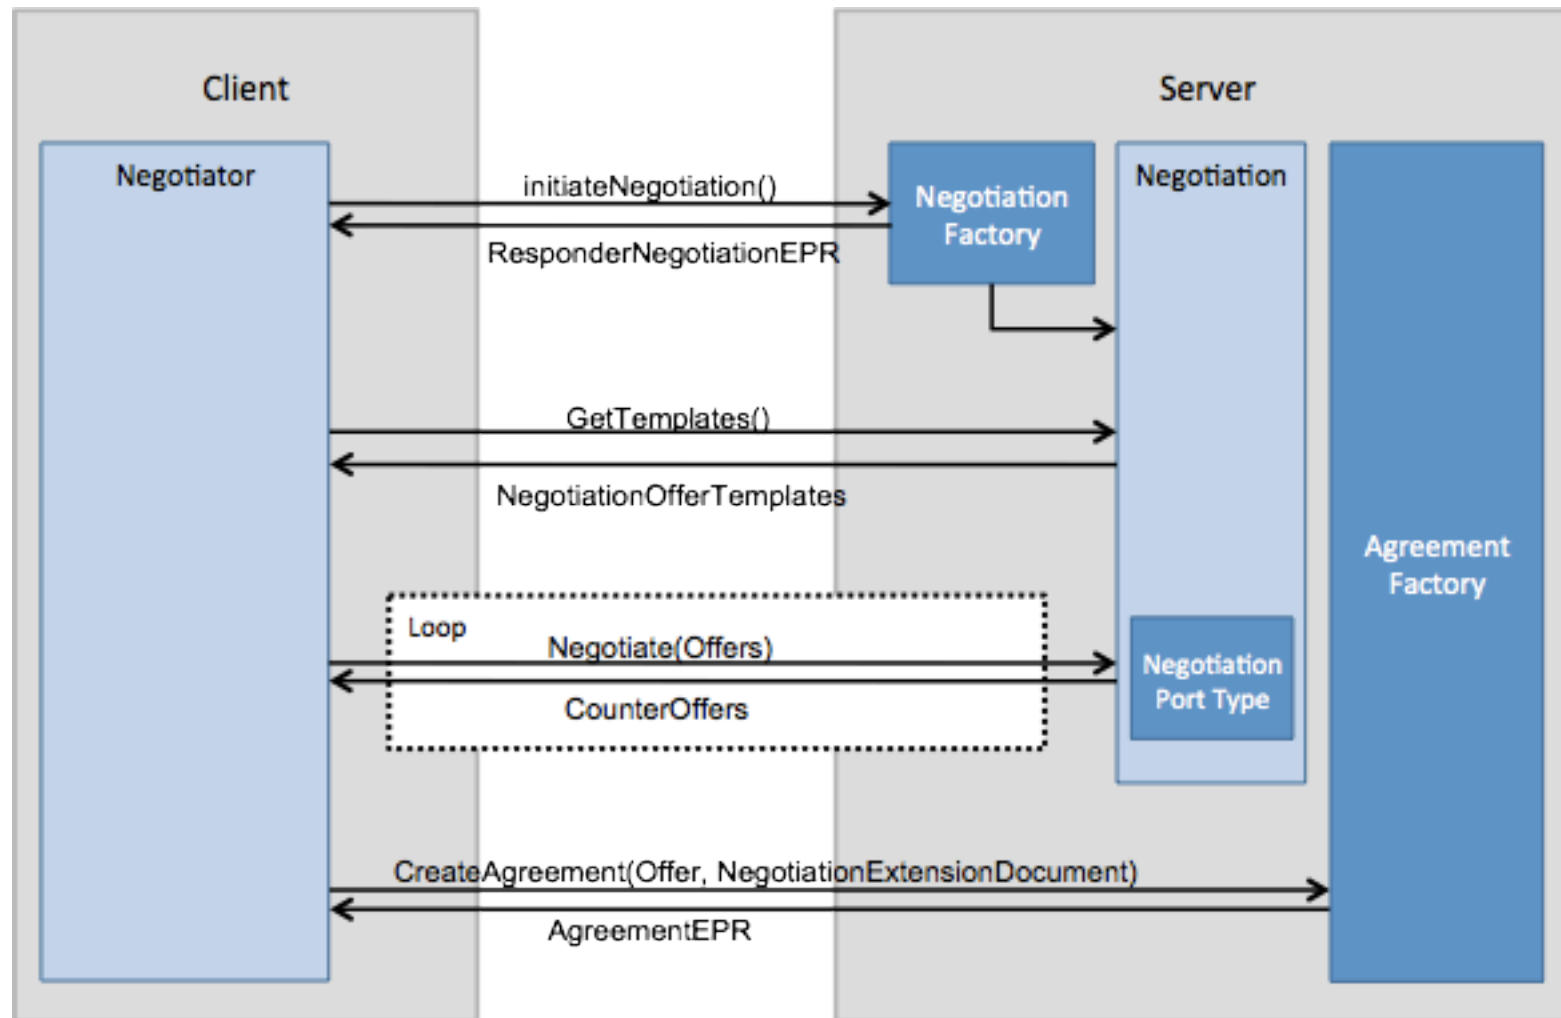 Client
Server
Negotiator
initiateNegotiation()
ResponderNegotiationEPR
Negotiation
Factory
Negotiation
GetTemplates()
NegotiationOfferTemplates
Agreement
Factory
Loop
Negotiate(Offers)
CounterOffers
Negotiation
Port Type
CreateAgreement(Offer, NegotiationExtensionDocument)
AgreementEPR